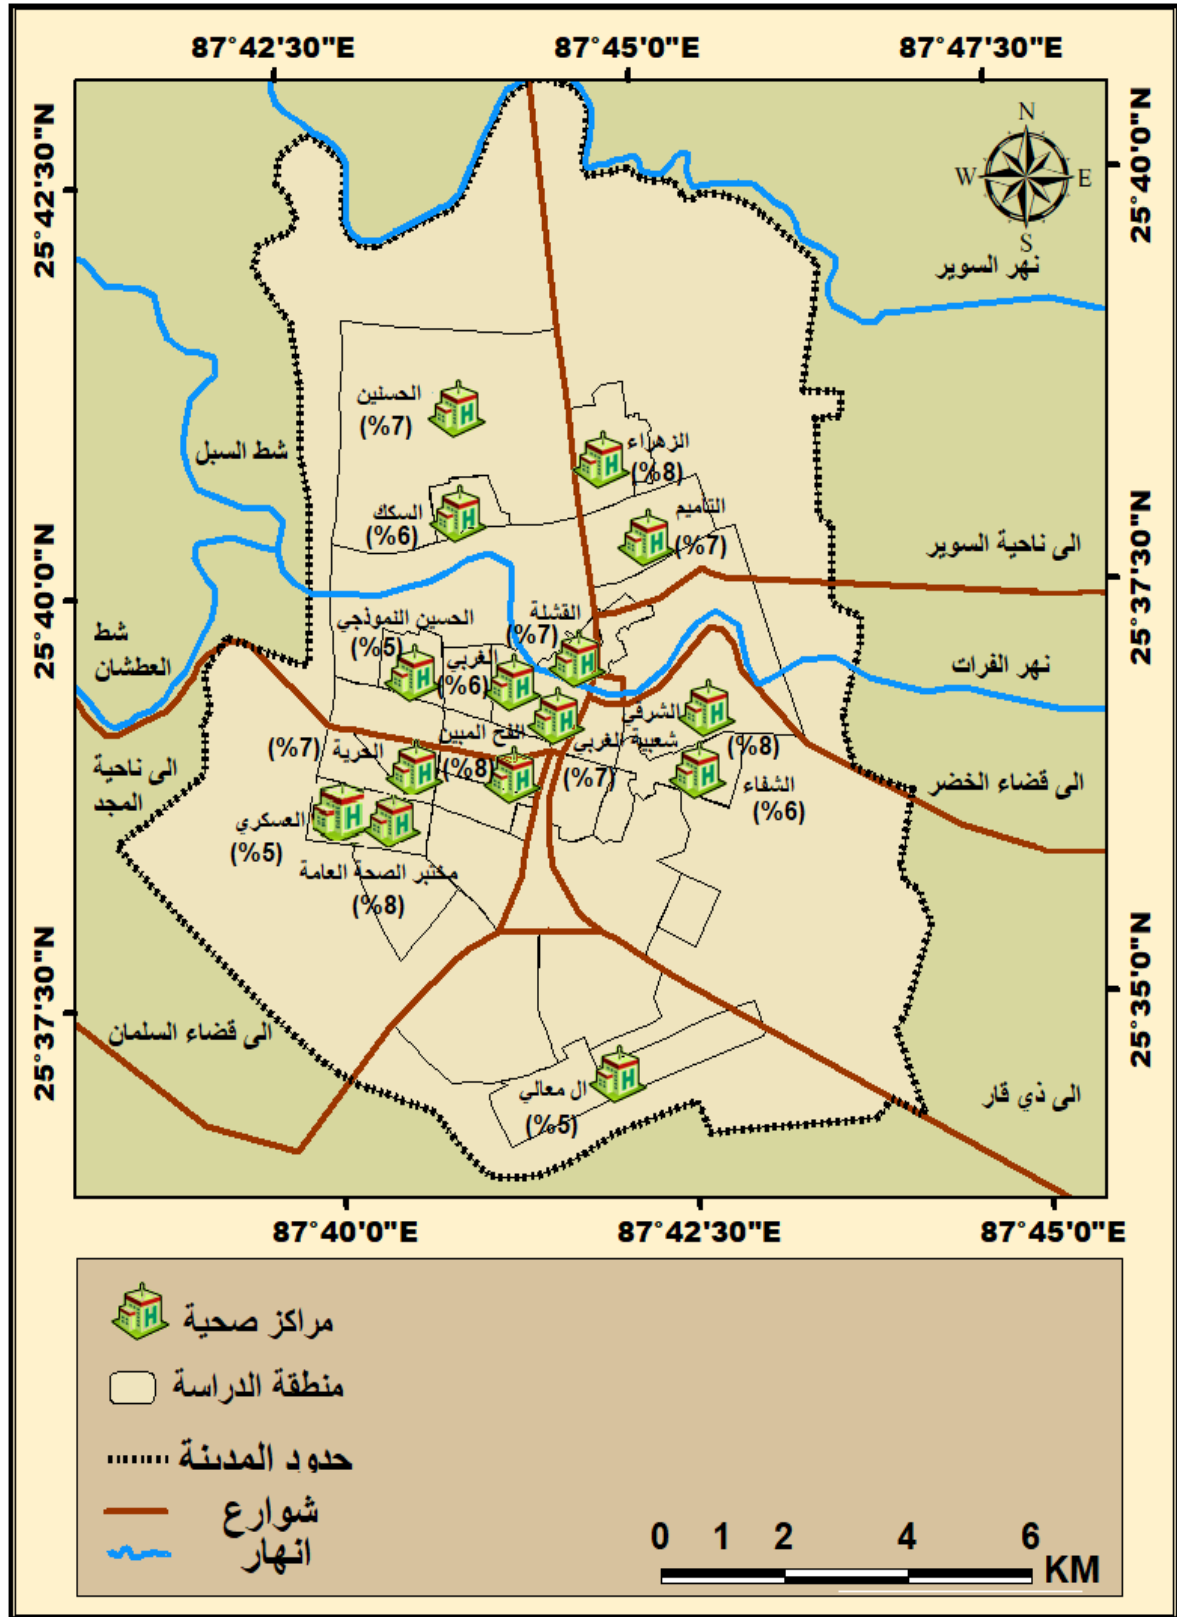 87°42'30"E 87°45'0"E 87°47'30"E
25°42'30"N
25°40'0"N
25°37'30"N
25°40'0"N
25°37'30"N
25°35'0"N
N
W E
S
نهر السوير
الحسنين
(%7)
الزهراء
(%8)
شط السبل
السكك
(%6)
التاميم
(%7)
الى ناحية السوير
القشلة
(%7)
الحسين النموذجي
(%5)
الغربي
(%6)
شط
العطشان
نهر الفرات
الشرقي
(%8)
شعبية الغربي
(%7)
الفح المبين
(%8)
الحرية
(%7)
الى ناحية
المجد
الى قضاء الخضر
الشفاء
(%6)
العسكري
(%5)
مختبر الصحة العامة
(%8)
الى قضاء السلمان
ال معالي
(%5)
الى ذي قار
87°40'0"E 87°42'30"E 87°45'0"E
مراكز صحية
منطقة الدراسة
حدود المدينة
شوارع
انهار
0 1 2 4 6
KM